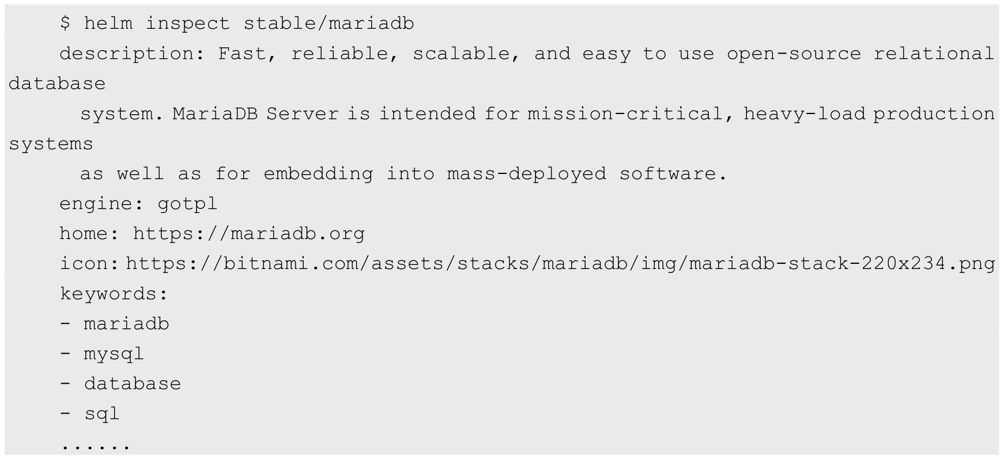 $ helm inspect stable/mariadb
description: Fast, reliable, scalable, and easy to use open-source relational
database
system. MariaDB Server is intended for mission-critical, heavy-load production
systems
as well as for embedding into mass-deployed software.
engine: gotpl
home: https://mariadb.org
icon: https://bitnami.com/assets/stacks/mariadb/img/mariadb-stack-220x234.png
keywords:
- mariadb
- mysql
- database
- sql
......